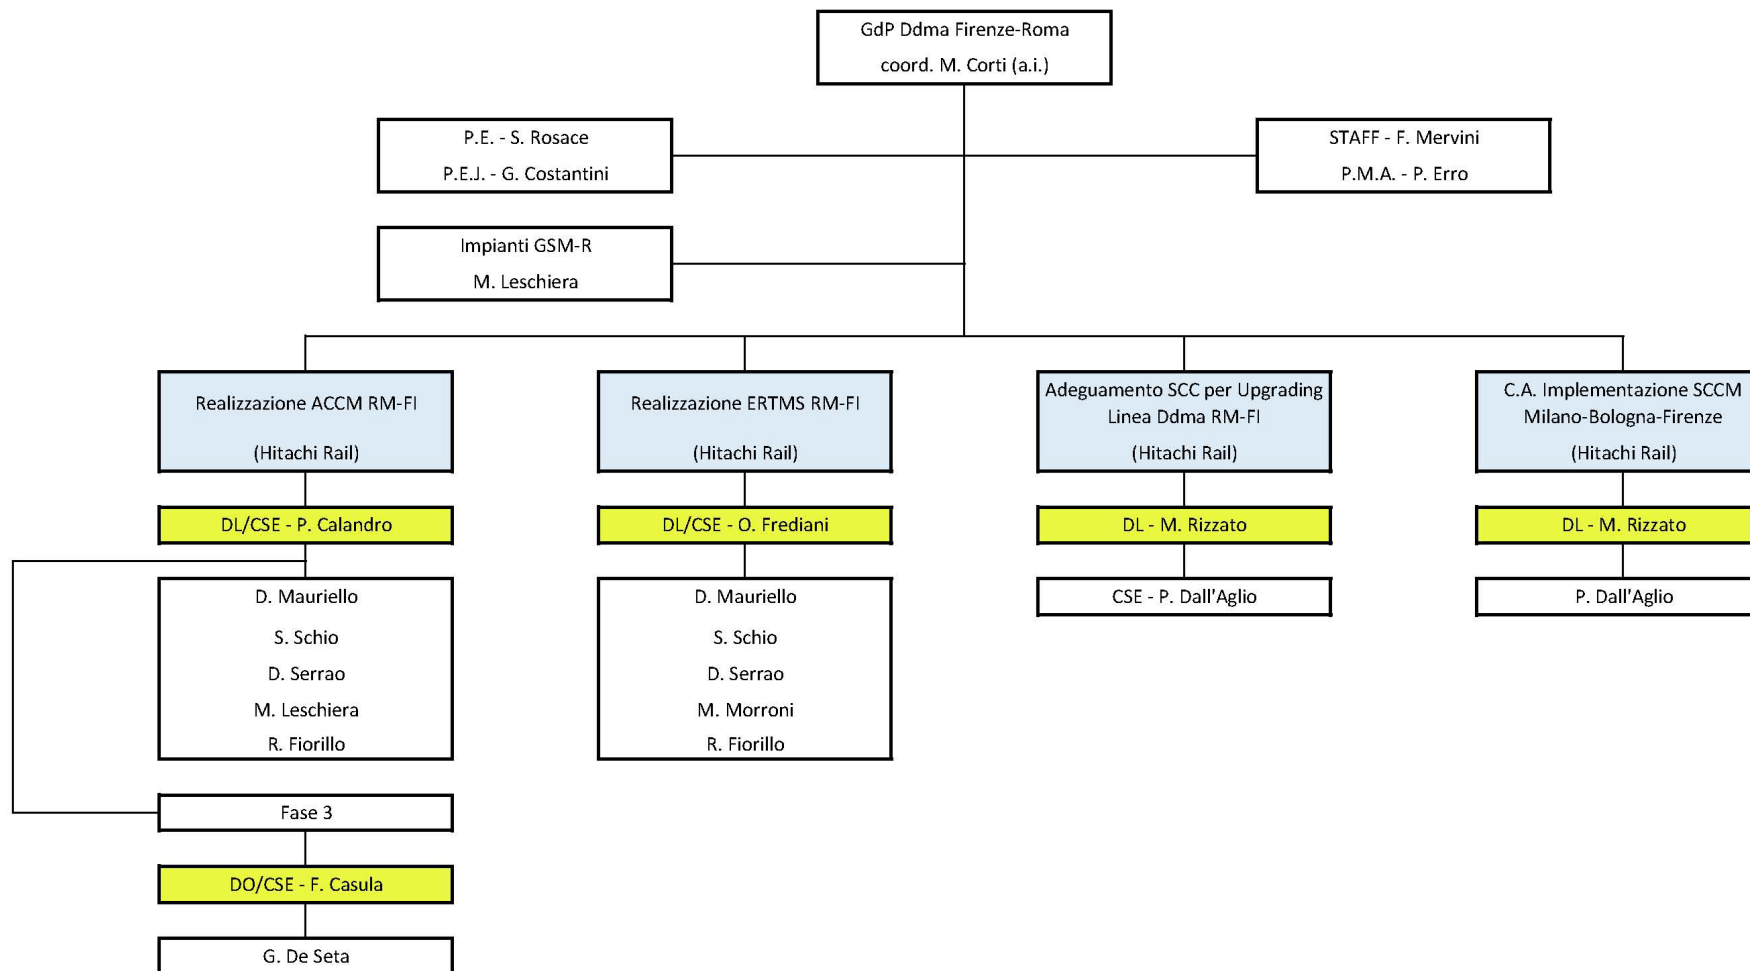 GdP Ddma Firenze-Roma
coord. M. Corti (a.i.)
P.E. - S. Rosace
P.E.J. - G. Costantini
STAFF - F. Mervini
P.M.A. - P. Erro
Impianti GSM-R
M. Leschiera
Realizzazione ACCM RM-FI
(Hitachi Rail)
Realizzazione ERTMS RM-FI
(Hitachi Rail)
Adeguamento SCC per Upgrading
Linea Ddma RM-FI
(Hitachi Rail)
C.A. Implementazione SCCM
Milano-Bologna-Firenze
(Hitachi Rail)
DL/CSE - P. Calandro
DL/CSE - O. Frediani
DL - M. Rizzato
DL - M. Rizzato
D. Mauriello
S. Schio
D. Serrao
M. Leschiera
R. Fiorillo
D. Mauriello
S. Schio
D. Serrao
M. Morroni
R. Fiorillo
CSE - P. Dall'Aglio
P. Dall'Aglio
Fase 3
DO/CSE - F. Casula
G. De Seta